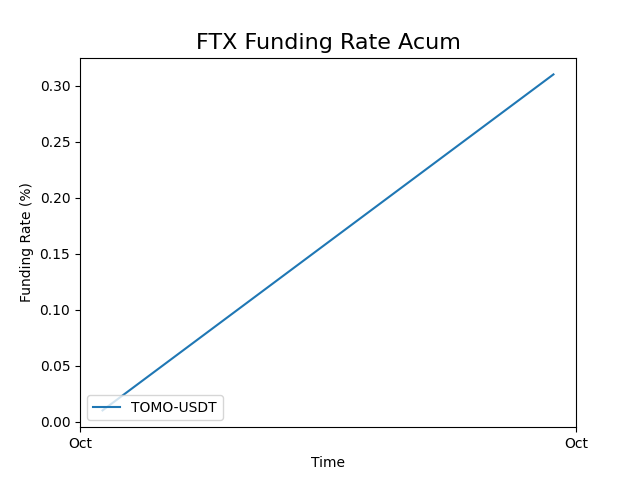 FTX Funding Rate Acum
Funding Rate (%)
0.30
0.25
0.20
0.15
0.10
0.05
0.00
TOMO-USDT
Oct
Oct
Time